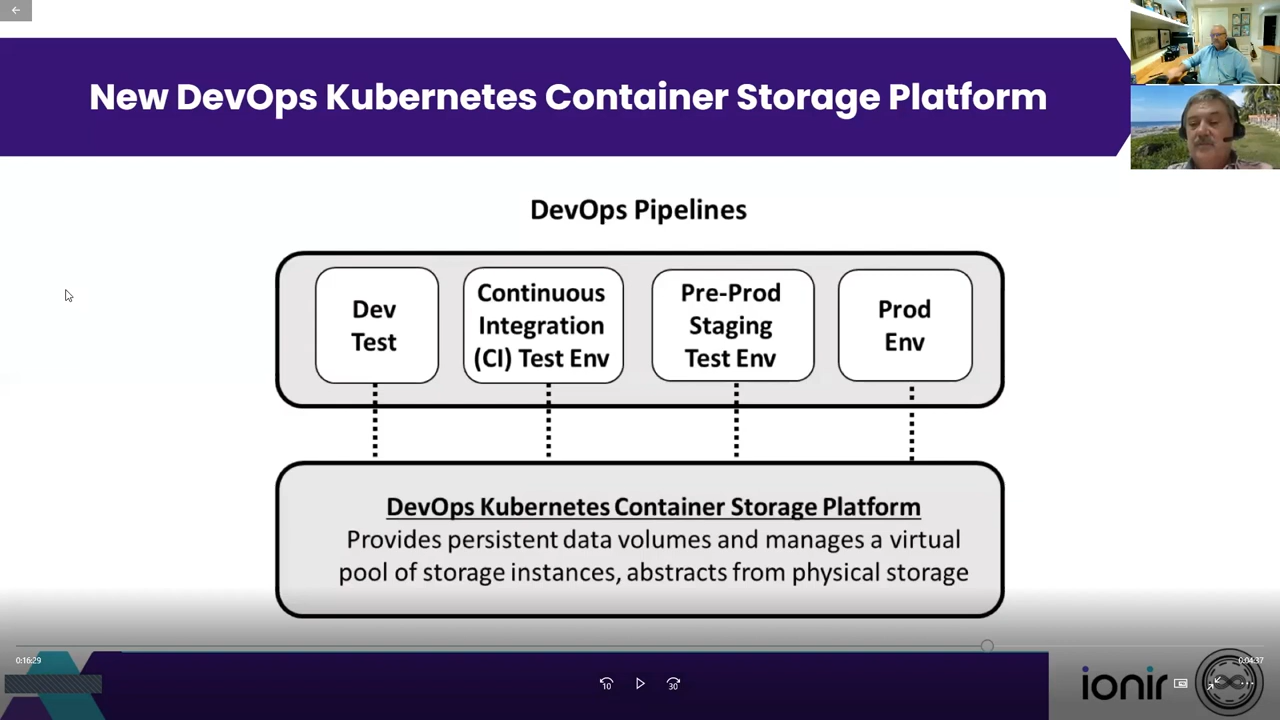 New DevOps Kubernetes Container Storage Platform
DevOps Pipelines
Dev
Test
Continuous
Integration
(CI) Test Env
Pre-Prod
Staging
Test Env
Prod
Env
DevOps Kubernetes Container Storage Platform
Provides persistent data volumes and manages a virtual
pool of storage instances, abstracts from physical storage
0:16:29
0:04:37
10
30
ionir